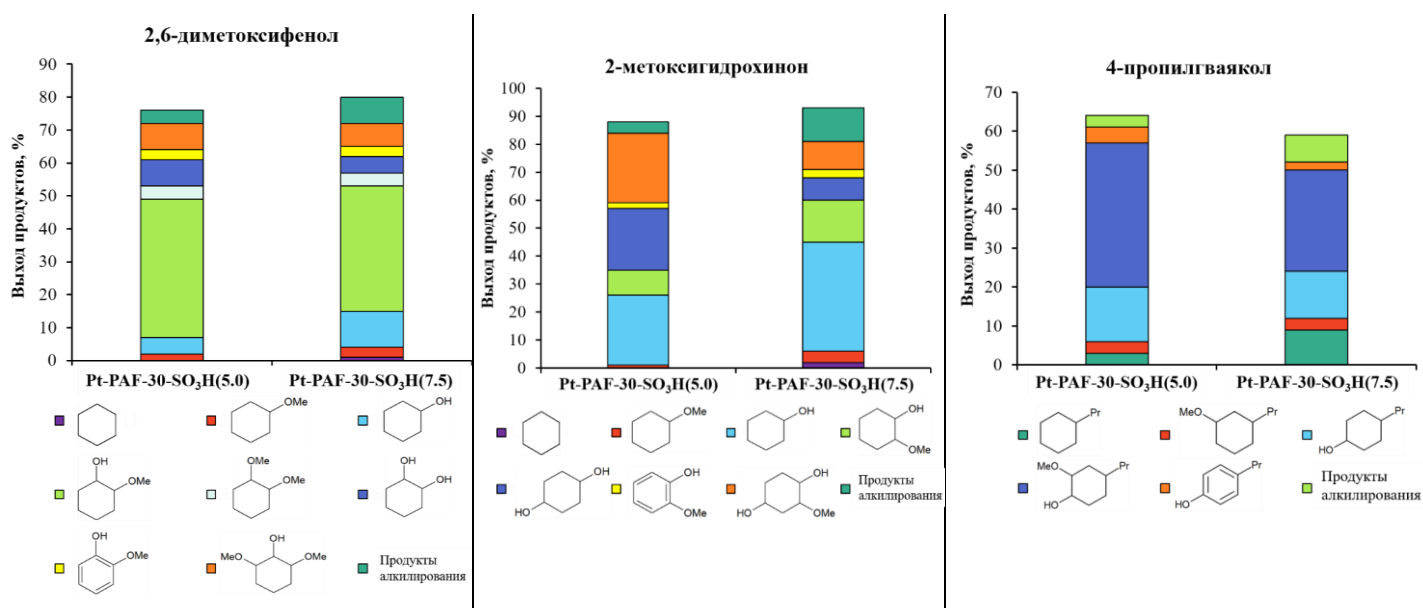 2,6-диметоксифенол
Выход продуктов, %
90
80
70
60
50
40
30
20
10
0
Pt-PAF-30-SO₃H(5.0)
Pt-PAF-30-SO₃H(7.5)
OMe
OH
OH
OMe
OMe
OMe
OH
OH
OH
OMe
OH
MeO
OMe
Продукты
алкилирования
2-метоксигидрохинон
Выход продуктов, %
100
90
80
70
60
50
40
30
20
10
0
Pt-PAF-30-SO₃H(5.0)
Pt-PAF-30-SO₃H(7.5)
OMe
OH
OH
OMe
OH
HO
OH
OMe
OH
HO
OMe
Продукты
алкилирования
4-пропилгваякол
Выход продуктов, %
70
60
50
40
30
20
10
0
Pt-PAF-30-SO₃H(5.0)
Pt-PAF-30-SO₃H(7.5)
Pr
MeO
Pr
Pr
HO
MeO
Pr
HO
Pr
HO
Продукты
алкилирования